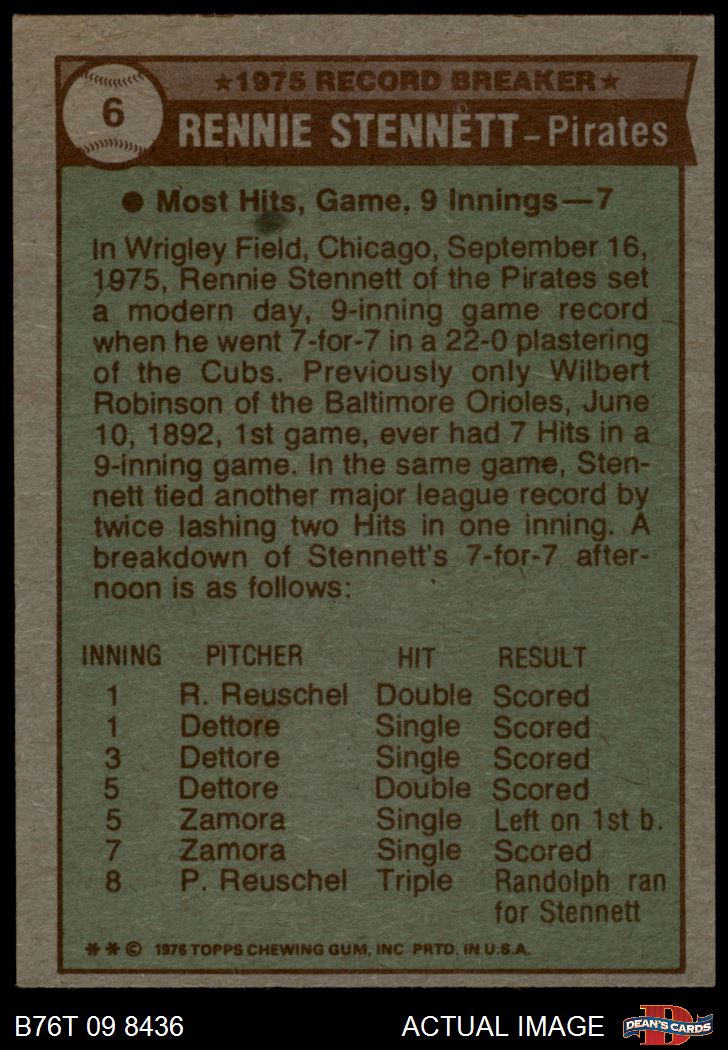 6
★1975 RECORD BREAKER★
RENNIE STENNETT–Pirates
● Most Hits, Game, 9 Innings—7
In Wrigley Field, Chicago, September 16,
1975, Rennie Stennett of the Pirates set
a modern day, 9-inning game record
when he went 7-for-7 in a 22-0 plastering
of the Cubs. Previously only Wilbert
Robinson of the Baltimore Orioles, June
10, 1892, 1st game, ever had 7 Hits in a
9-inning game. In the same game, Sten-
nett tied another major league record by
twice lashing two Hits in one inning. A
breakdown of Stennett's 7-for-7 after-
noon is as follows:
INNING PITCHER HIT RESULT
1 R. Reuschel Double Scored
1 Dettore Single Scored
3 Dettore Single Scored
5 Dettore Double Scored
5 Zamora Single Left on 1st b.
7 Zamora Single Scored
8 P. Reuschel Triple Randolph ran
for Stennett
✱✱© 1976 TOPPS CHEWING GUM, INC PRTD. IN U.S.A.
B76T 09 8436 ACTUAL IMAGE D DEAN'S CARDS